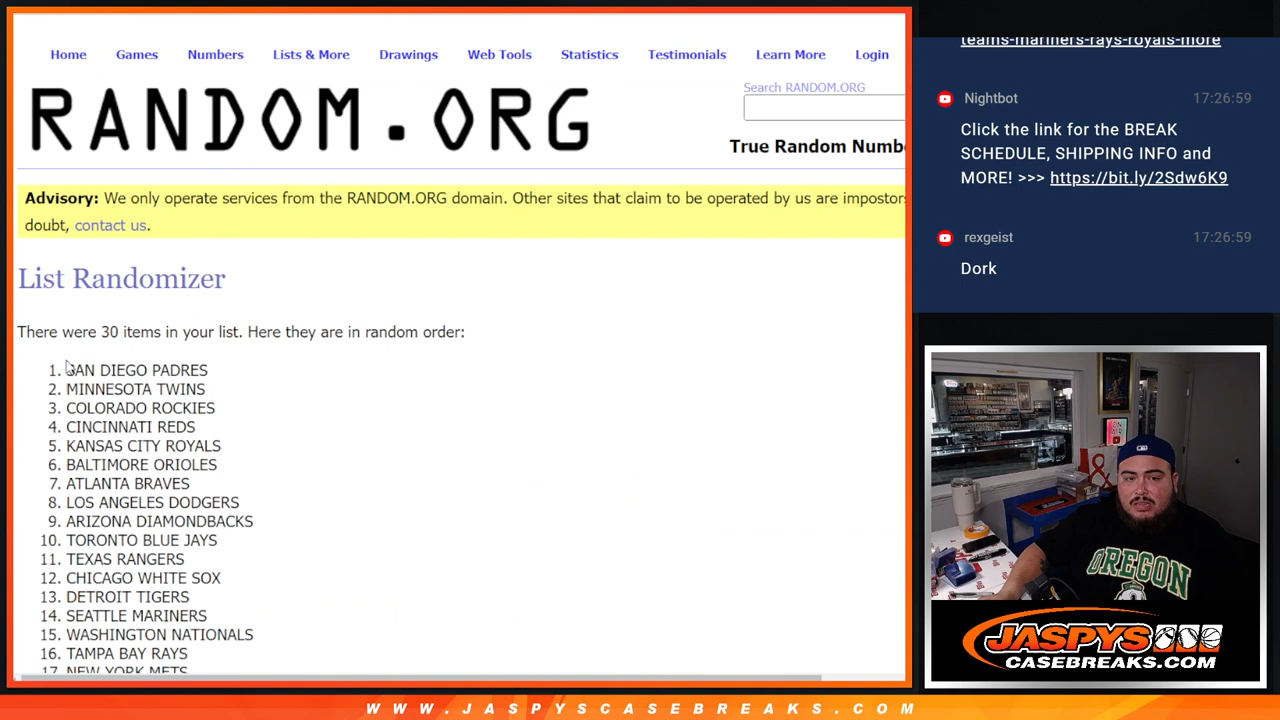 Home Games Numbers Lists & More Drawings Web Tools Statistics Testimonials Learn More Login
RANDOM.ORG
Search RANDOM.ORG
True Random Numbe
Advisory: We only operate services from the RANDOM.ORG domain. Other sites that claim to be operated by us are impostors
doubt, contact us.
List Randomizer
There were 30 items in your list. Here they are in random order:
1. SAN DIEGO PADRES
2. MINNESOTA TWINS
3. COLORADO ROCKIES
4. CINCINNATI REDS
5. KANSAS CITY ROYALS
6. BALTIMORE ORIOLES
7. ATLANTA BRAVES
8. LOS ANGELES DODGERS
9. ARIZONA DIAMONDBACKS
10. TORONTO BLUE JAYS
11. TEXAS RANGERS
12. CHICAGO WHITE SOX
13. DETROIT TIGERS
14. SEATTLE MARINERS
15. WASHINGTON NATIONALS
16. TAMPA BAY RAYS
17. NEW YORK METS
teams-mariners-rays-royals-more
Nightbot 17:26:59
Click the link for the BREAK
SCHEDULE, SHIPPING INFO and
MORE! >>> https://bit.ly/2Sdw6K9
rexgeist 17:26:59
Dork
OREGON
JASPYS
CASEBREAKS.COM
WWW.JASPYSCASEBREAKS.COM